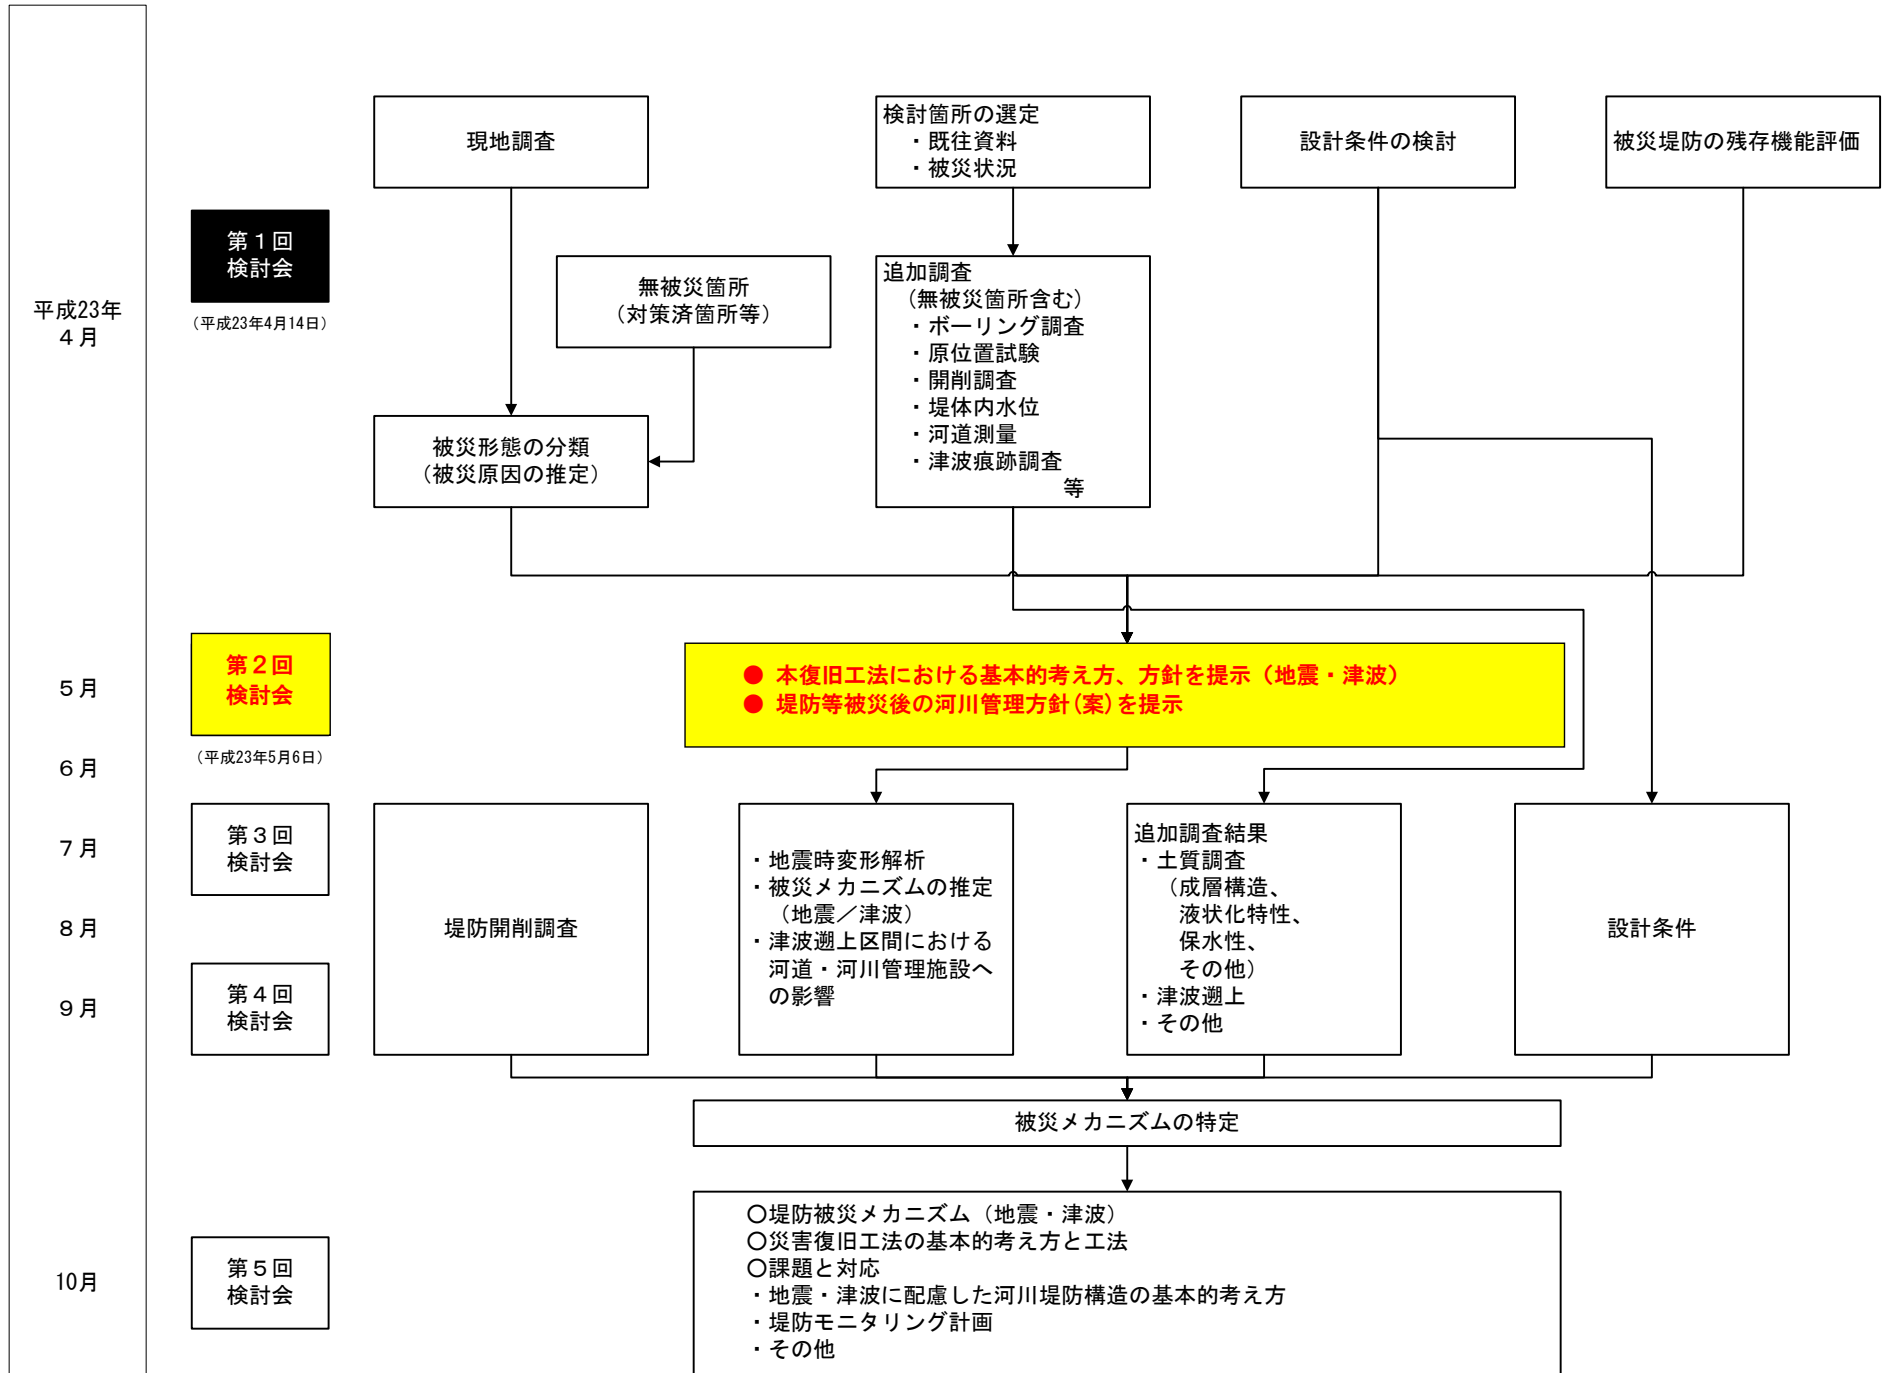 平成23年
４月
５月
６月
７月
８月
９月
10月
第１回
検討会
（平成23年4月14日）
第２回
検討会
（平成23年5月6日）
第３回
検討会
第４回
検討会
第５回
検討会
現地調査
検討箇所の選定
・既往資料
・被災状況
設計条件の検討
被災堤防の残存機能評価
無被災箇所
（対策済箇所等）
追加調査
（無被災箇所含む）
・ボーリング調査
・原位置試験
・開削調査
・堤体内水位
・河道測量
・津波痕跡調査
等
被災形態の分類
（被災原因の推定）
● 本復旧工法における基本的考え方、方針を提示（地震・津波）
● 堤防等被災後の河川管理方針(案)を提示
堤防開削調査
・地震時変形解析
・被災メカニズムの推定
（地震／津波）
・津波遡上区間における
河道・河川管理施設へ
の影響
追加調査結果
・土質調査
（成層構造、
液状化特性、
保水性、
その他）
・津波遡上
・その他
設計条件
被災メカニズムの特定
○堤防被災メカニズム（地震・津波）
○災害復旧工法の基本的考え方と工法
○課題と対応
・地震・津波に配慮した河川堤防構造の基本的考え方
・堤防モニタリング計画
・その他